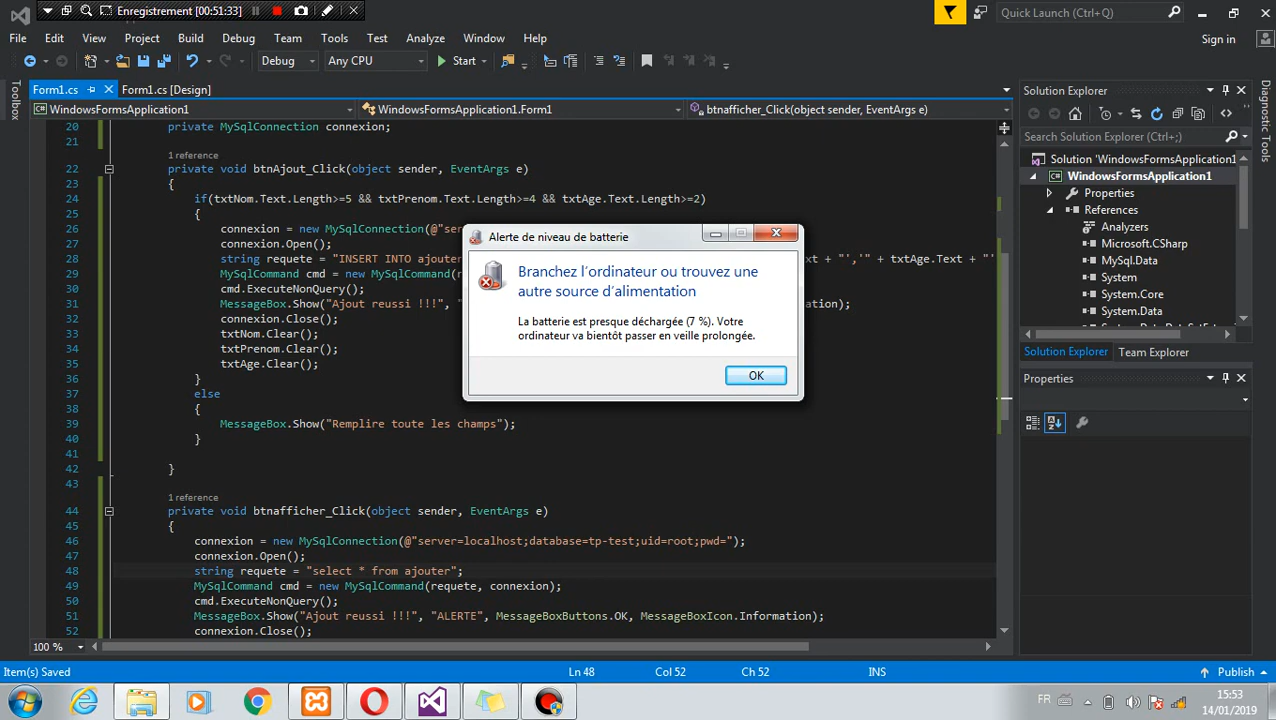 Enregistrement [00:51:33]
Quick Launch (Ctrl+Q)
File Edit View Project Build Debug Team Tools Test Analyze Window Help
Sign in
Debug Any CPU Start
Form1.cs Form1.cs [Design]
WindowsFormsApplication1 WindowsFormsApplication1.Form1 btnafficher_Click(object sender, EventArgs e)
Toolbox
20 private MySqlConnection connexion;
21
1 reference
22 private void btnAjout_Click(object sender, EventArgs e)
23 {
24 if(txtNom.Text.Length>=5 && txtPrenom.Text.Length>=4 && txtAge.Text.Length>=2)
25 {
26 connexion = new MySqlConnection(@"se
27 connexion.Open();
28 string requete = "INSERT INTO ajouter Text + "','" + txtAge.Text + "'
29 MySqlCommand cmd = new MySqlCommand(r
30 cmd.ExecuteNonQuery();
31 MessageBox.Show("Ajout reussi !!!", " ation);
32 connexion.Close();
33 txtNom.Clear();
34 txtPrenom.Clear();
35 txtAge.Clear();
36 }
37 else
38 {
39 MessageBox.Show("Remplire toute les champs");
40 }
41
42 }
43
1 reference
44 private void btnafficher_Click(object sender, EventArgs e)
45 {
46 connexion = new MySqlConnection(@"server=localhost;database=tp-test;uid=root;pwd=");
47 connexion.Open();
48 string requete = "select * from ajouter";
49 MySqlCommand cmd = new MySqlCommand(requete, connexion);
50 cmd.ExecuteNonQuery();
51 MessageBox.Show("Ajout reussi !!!", "ALERTE", MessageBoxButtons.OK, MessageBoxIcon.Information);
52 connexion.Close();
Alerte de niveau de batterie
Branchez l'ordinateur ou trouvez une
autre source d'alimentation
La batterie est presque déchargée (7 %). Votre
ordinateur va bientôt passer en veille prolongée.
OK
Solution Explorer
Search Solution Explorer (Ctrl+;)
Solution 'WindowsFormsApplication1
WindowsFormsApplication1
Properties
References
Analyzers
Microsoft.CSharp
MySql.Data
System
System.Core
System.Data
Solution Explorer Team Explorer
Properties
Diagnostic Tools
100 %
Item(s) Saved Ln 48 Col 52 Ch 52 INS Publish
FR
15:53
14/01/2019